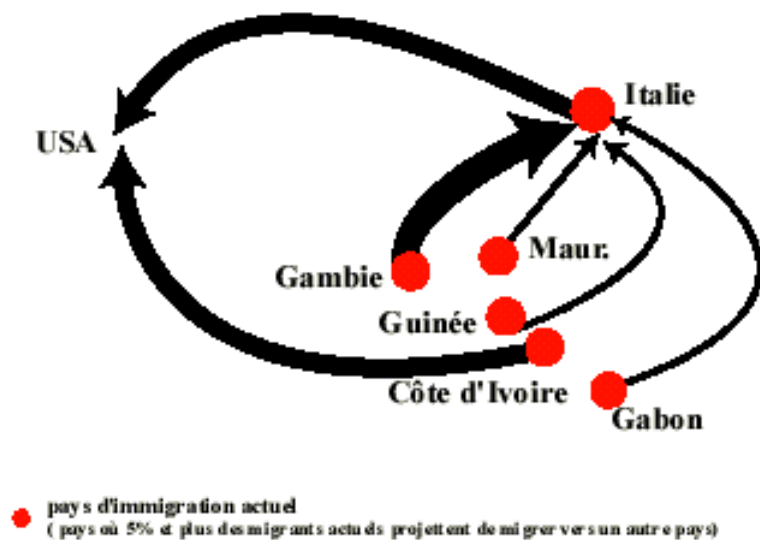 Italie
USA
Maur.
Gambie
Guinée
Côte d'Ivoire
Gabon
pays d'immigration actuel
( pays où 5% et plus des migrants actuels projettent de migrer vers un autre pays)